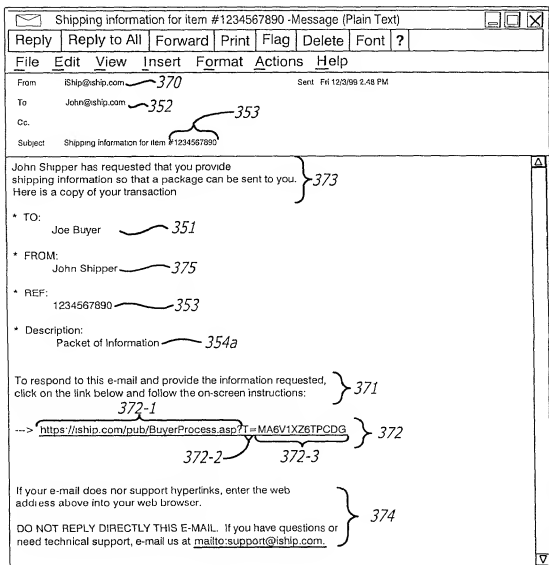 Shipping information for item #1234567890 -Message (Plain Text)
Reply Reply to All Forward Print Flag Delete Font ?
File Edit View Insert Format Actions Help
From iShip@iship.com 370 Sent Fri 12/3/99 2.48 PM
To John@iship.com 352
353
Cc.
Subject Shipping information for item #1234567890
John Shipper has requested that you provide
shipping information so that a package can be sent to you. 373
Here is a copy of your transaction
* TO:
Joe Buyer 351
* FROM:
John Shipper 375
* REF:
1234567890 353
* Description:
Packet of Information 354a
To respond to this e-mail and provide the information requested, 371
click on the link below and follow the on-screen instructions:
372-1
---> https://iship.com/pub/BuyerProcess.asp?T=MA6V1XZ6TPCDG 372
372-2 372-3
If your e-mail does nor support hyperlinks, enter the web
address above into your web browser.
374
DO NOT REPLY DIRECTLY THIS E-MAIL. If you have questions or
need technical support, e-mail us at mailto:support@iship.com.